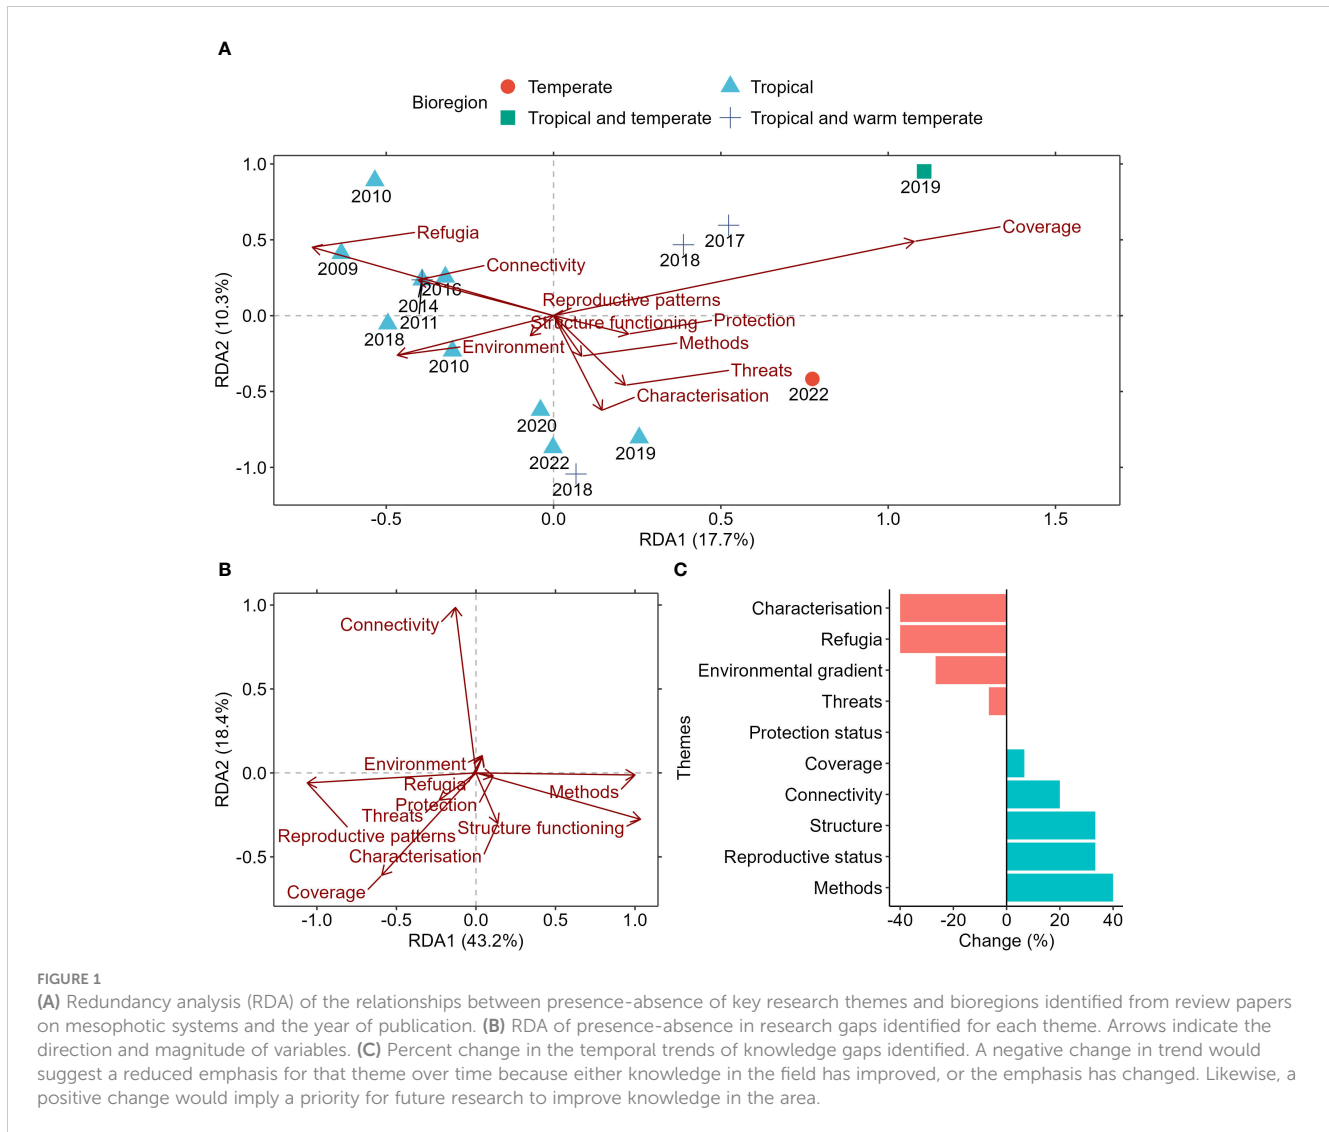 A
Bioregion
Temperate
Tropical
Tropical and temperate
Tropical and warm temperate
RDA2 (10.3%)
1.0
0.5
0.0
-0.5
-1.0
2010
2019
Refugia
Coverage
2009
2017
2018
Connectivity
2016
2014
2011
Reproductive patterns
Structure functioning
Protection
2018
Environment
Methods
2010
Threats
Characterisation
2022
2020
2019
2022
2018
-0.5
0.0
0.5
1.0
1.5
RDA1 (17.7%)
B
RDA2 (18.4%)
1.0
0.5
0.0
-0.5
Connectivity
Environment
Refugia
Methods
Protection
Threats
Structure functioning
Reproductive patterns
Characterisation
Coverage
-1.0
-0.5
0.0
0.5
1.0
RDA1 (43.2%)
C
Themes
Characterisation
Refugia
Environmental gradient
Threats
Protection status
Coverage
Connectivity
Structure
Reproductive status
Methods
-40
-20
0
20
40
Change (%)
FIGURE 1
(A) Redundancy analysis (RDA) of the relationships between presence-absence of key research themes and bioregions identified from review papers
on mesophotic systems and the year of publication. (B) RDA of presence-absence in research gaps identified for each theme. Arrows indicate the
direction and magnitude of variables. (C) Percent change in the temporal trends of knowledge gaps identified. A negative change in trend would
suggest a reduced emphasis for that theme over time because either knowledge in the field has improved, or the emphasis has changed. Likewise, a
positive change would imply a priority for future research to improve knowledge in the area.